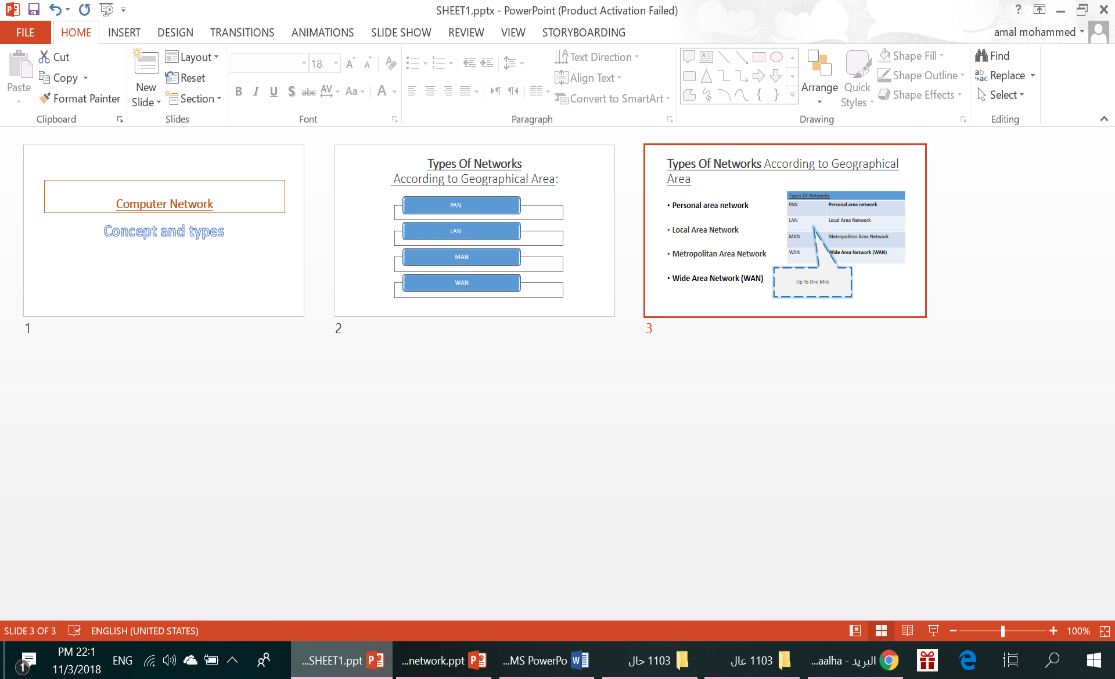 SHEET1.pptx - PowerPoint (Product Activation Failed)
FILE HOME INSERT DESIGN TRANSITIONS ANIMATIONS SLIDE SHOW REVIEW VIEW STORYBOARDING
amal mohammed
Paste
Cut
Copy
Format Painter
Clipboard
New
Slide
Layout
Reset
Section
Slides
18
B I U S abc AV Aa A
Font
Text Direction
Align Text
Convert to SmartArt
Paragraph
Arrange
Quick
Styles
Shape Fill
Shape Outline
Shape Effects
Drawing
Find
Replace
Select
Editing
Computer Network
Concept and types
1
Types Of Networks
According to Geographical Area:
PAN
LAN
MAN
WAN
2
Types Of Networks According to Geographical
Area
• Personal area network
• Local Area Network
• Metropolitan Area Network
• Wide Area Network (WAN)
Types Of Networks
PAN Personal area network
LAN Local Area Network
MAN Metropolitan Area Network
WAN Wide Area Network (WAN)
Up To One Mile
3
SLIDE 3 OF 3 ENGLISH (UNITED STATES)
100%
1
PM 22:1
11/3/2018
ENG
...SHEET1.ppt
...network.ppt
...MS PowerPo
1103 حال
1103 عال
البريد - aalha...